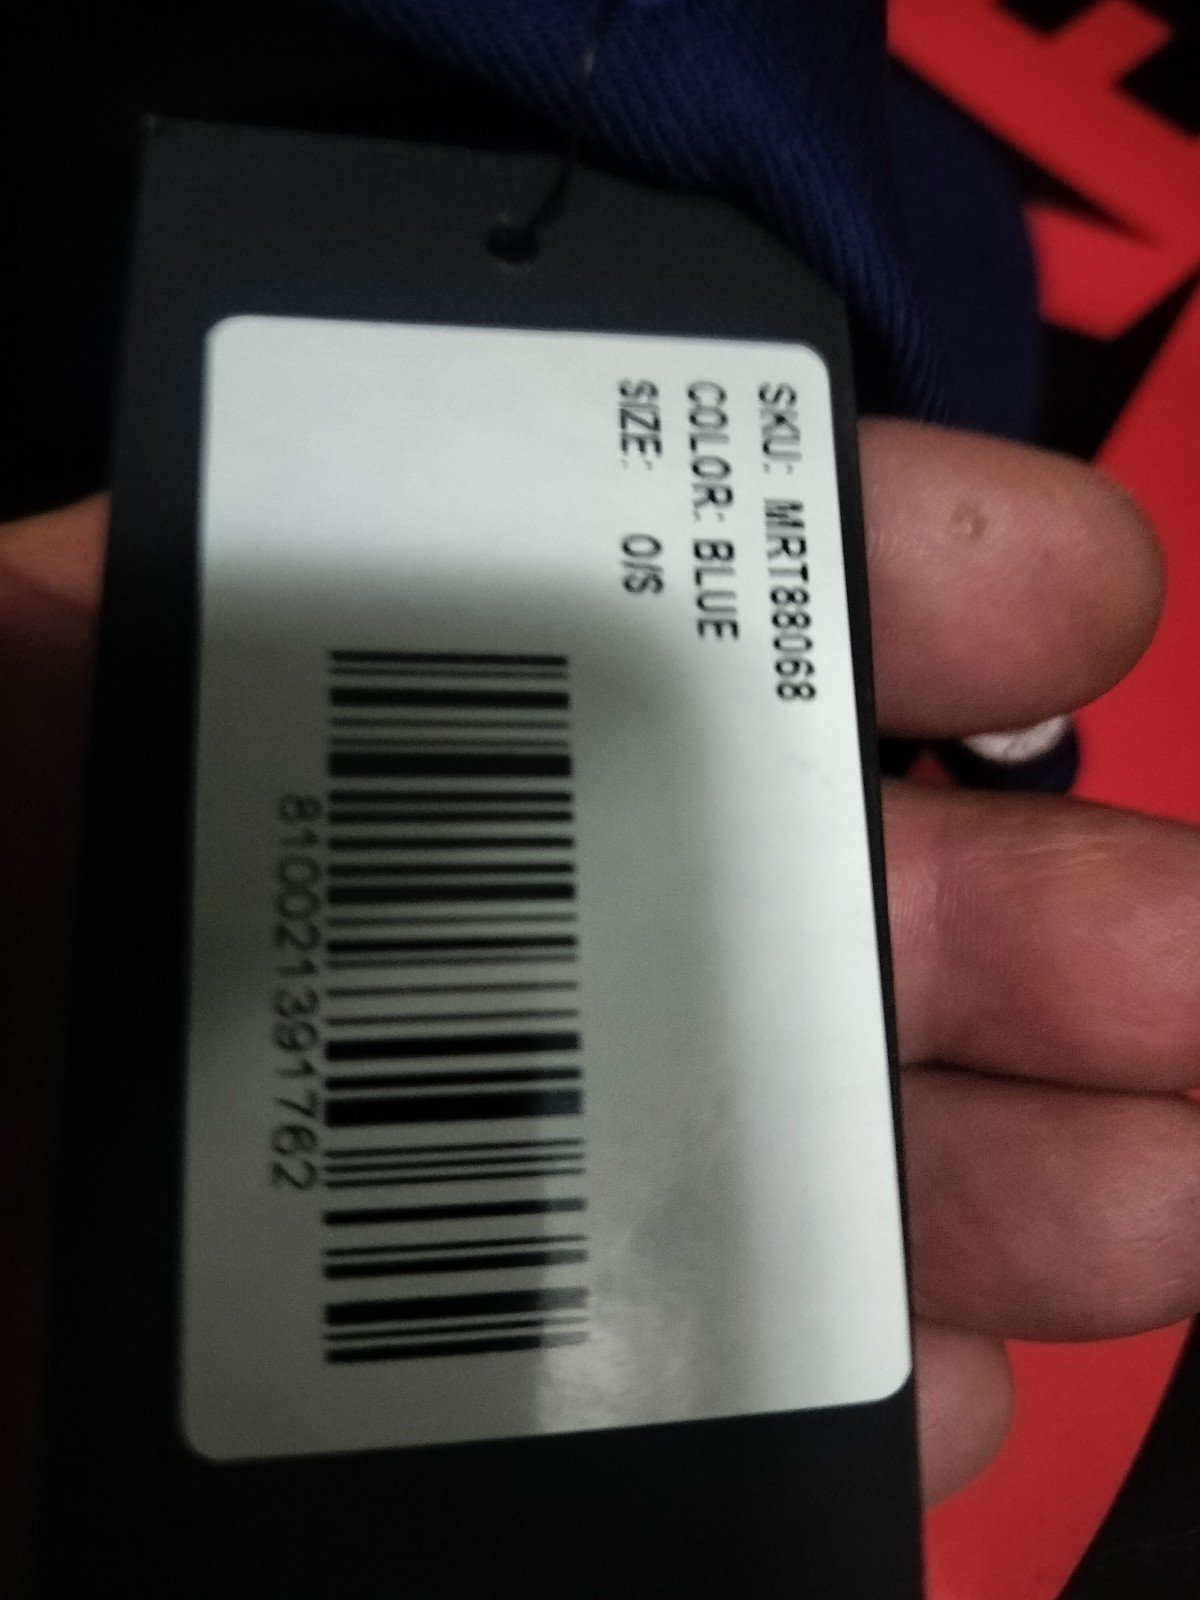 SKU: MRT88068
COLOR: BLUE
SIZE: O/S
810021391762